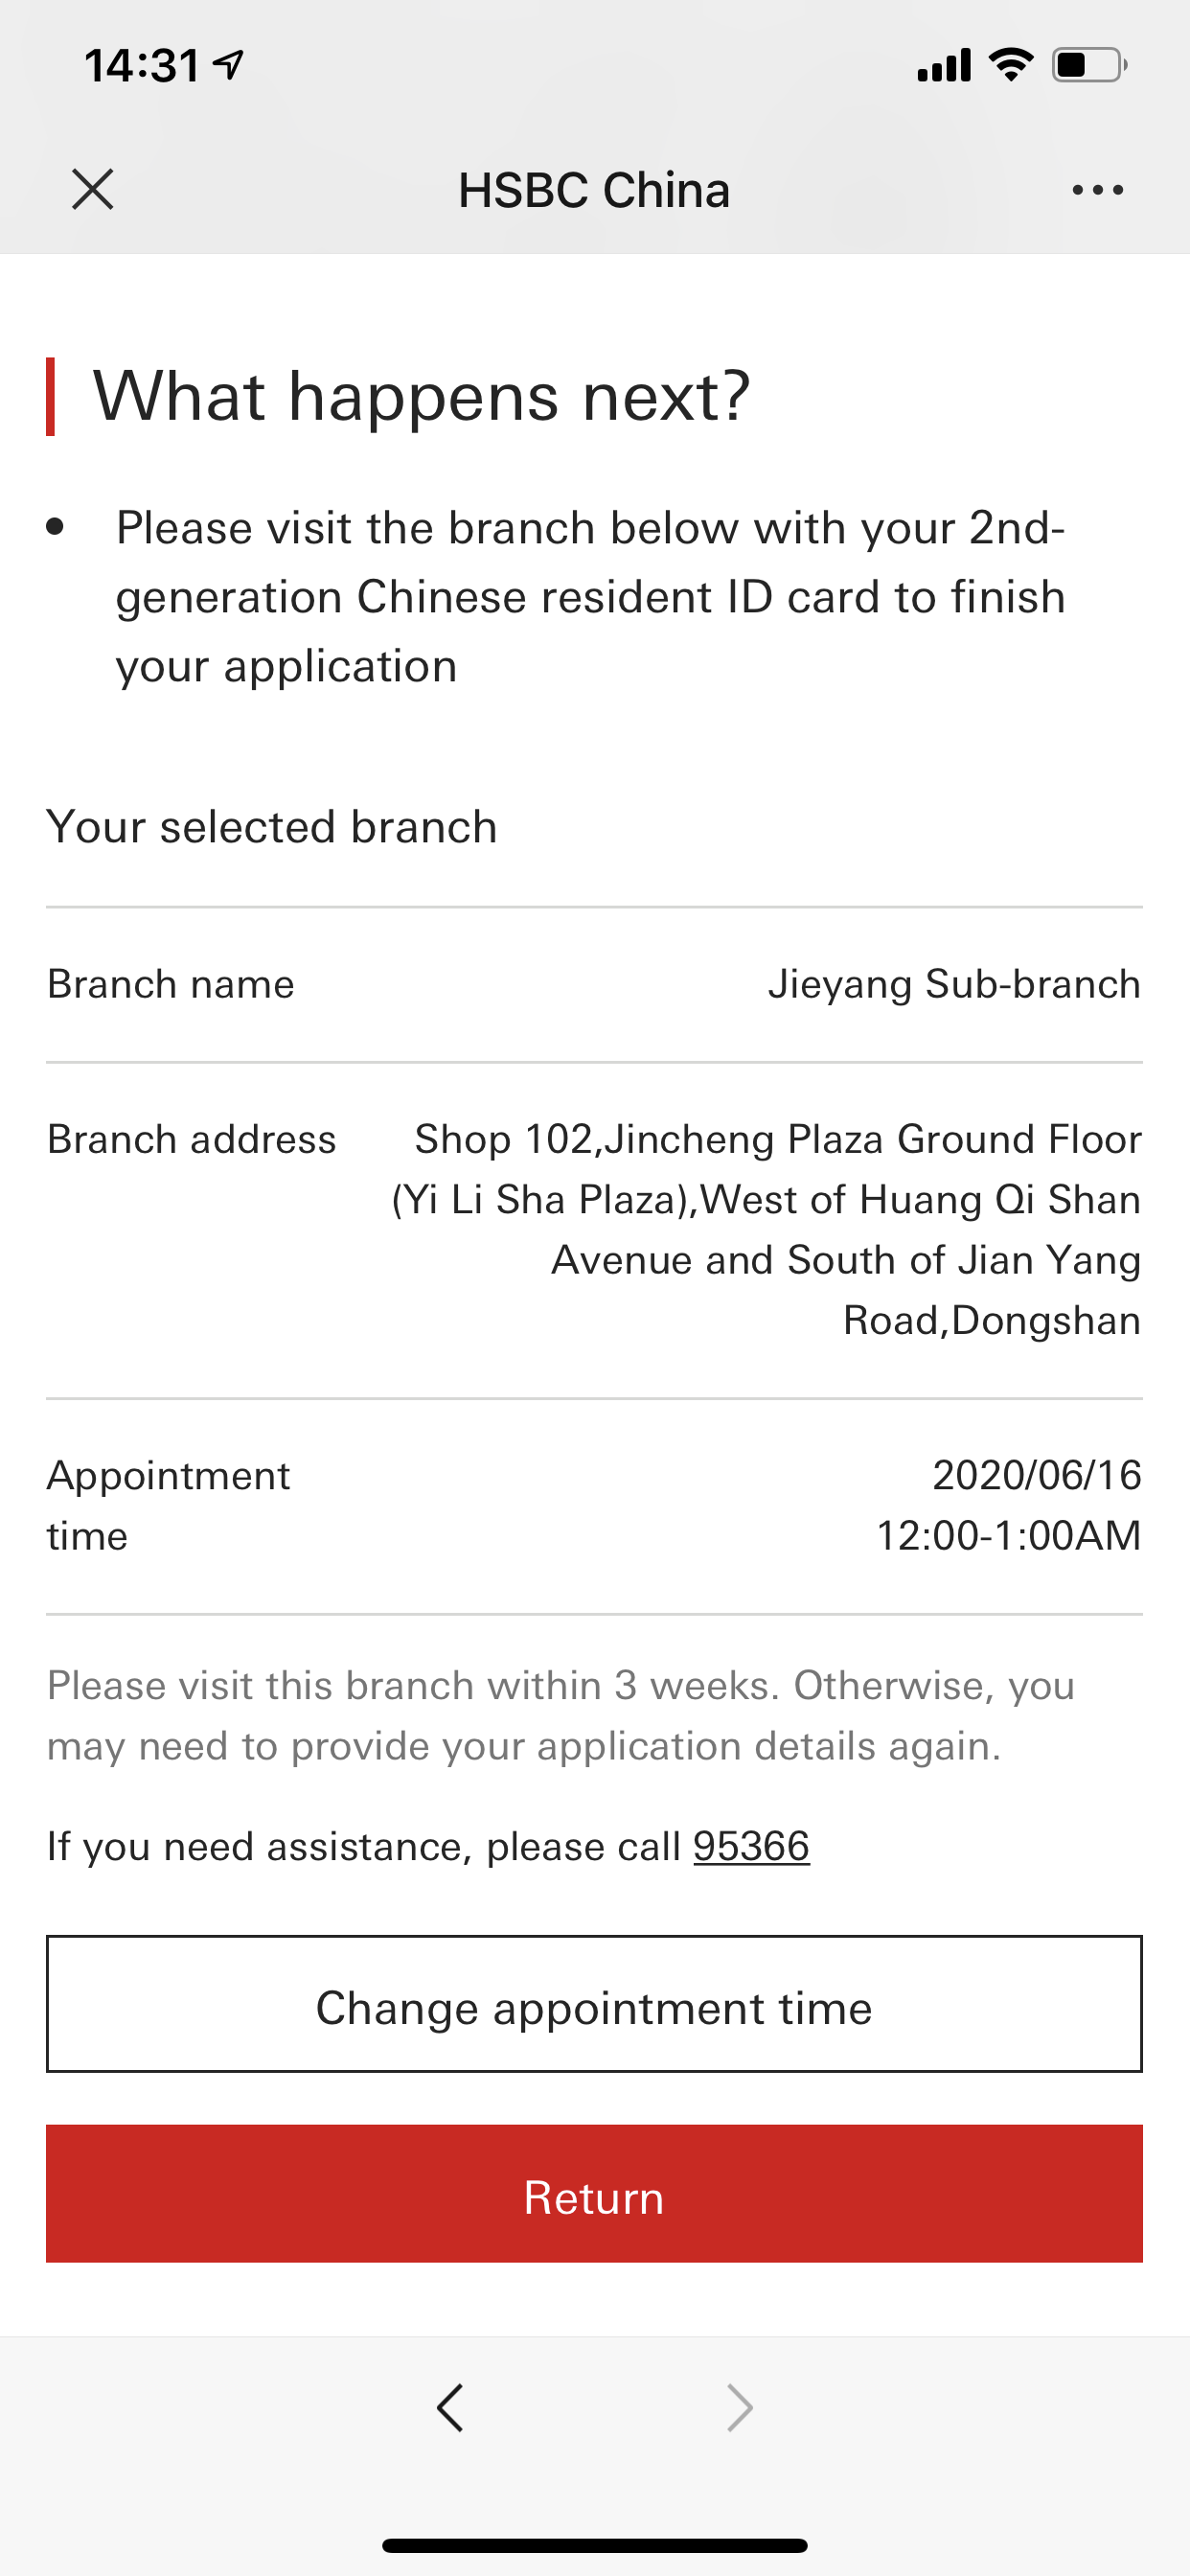 14:31
HSBC China
What happens next?
• Please visit the branch below with your 2nd-
generation Chinese resident ID card to finish
your application
Your selected branch
Branch name Jieyang Sub-branch
Branch address Shop 102,Jincheng Plaza Ground Floor
(Yi Li Sha Plaza),West of Huang Qi Shan
Avenue and South of Jian Yang
Road,Dongshan
Appointment 2020/06/16
time 12:00-1:00AM
Please visit this branch within 3 weeks. Otherwise, you
may need to provide your application details again.
If you need assistance, please call 95366
Change appointment time
Return